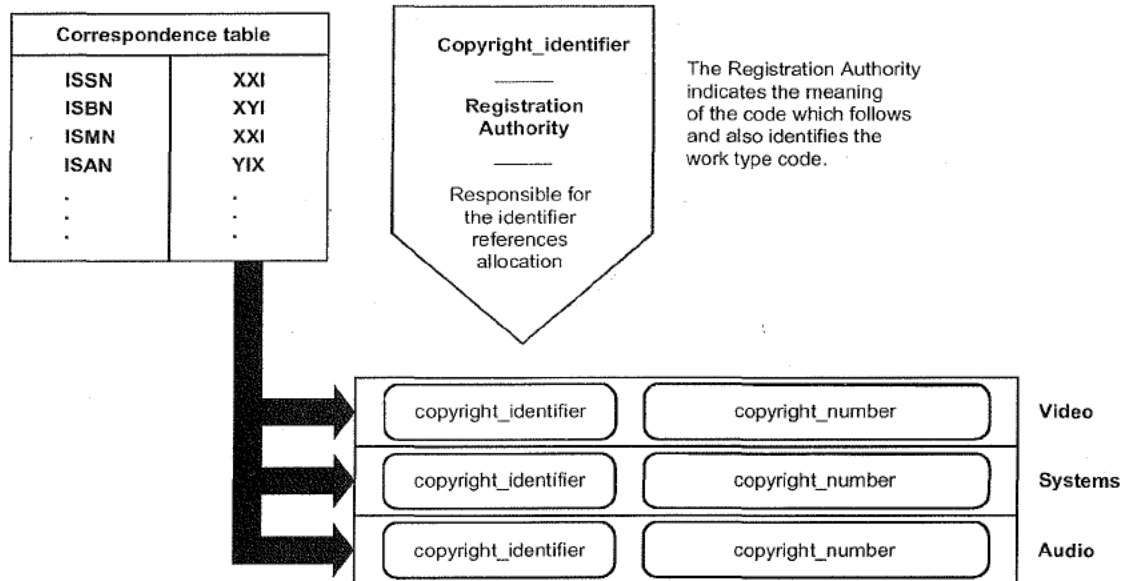 Correspondence table
ISSN XXI
ISBN XYI
ISMN XXI
ISAN YIX
. .
. .
. .
Copyright_identifier
Registration
Authority
Responsible for
the identifier
references
allocation
The Registration Authority
indicates the meaning
of the code which follows
and also identifies the
work type code.
copyright_identifier copyright_number Video
copyright_identifier copyright_number Systems
copyright_identifier copyright_number Audio